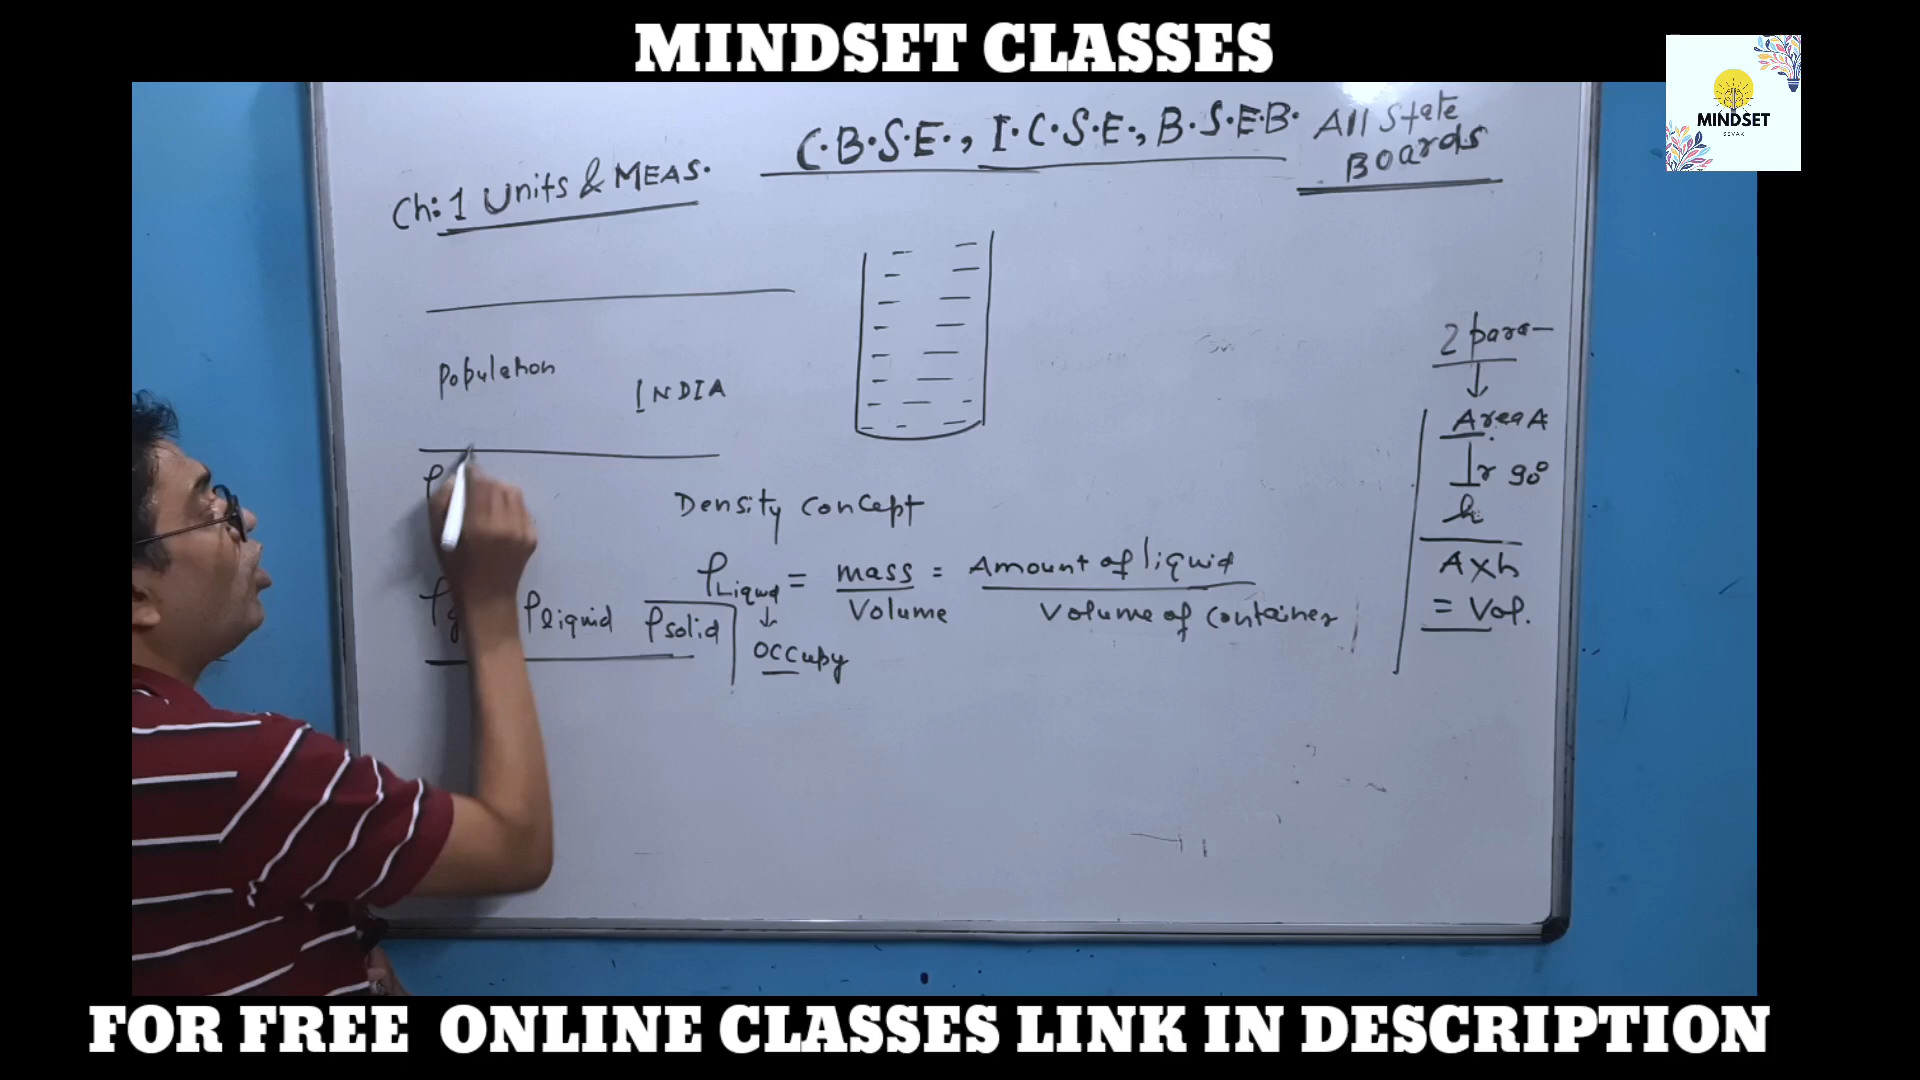 MINDSET CLASSES
MINDSET
SEVAK
C.B.S.E., I.C.S.E., B.S.E.B. All State
Boards
Ch: 1 Units & MEAS.
Population
INDIA
2 para-
↓
Area A
⊥r 90°
h
A×h
= Vol.
Density concept
ρLiquid = mass/Volume = Amount of liquid/Volume of container
↓
occupy
ρ
ρg ρliquid ρsolid
FOR FREE ONLINE CLASSES LINK IN DESCRIPTION